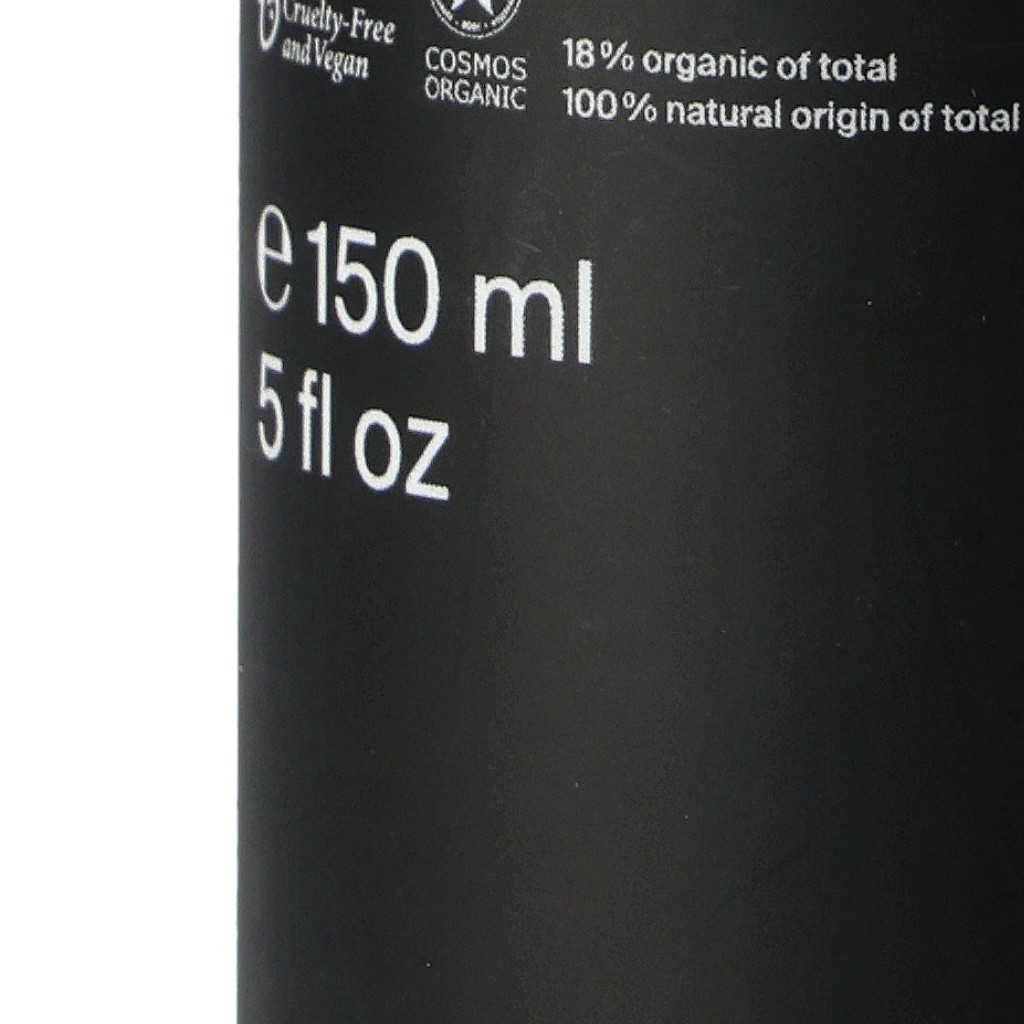 Cruelty-Free
and Vegan
COSMOS
ORGANIC
18% organic of total
100% natural origin of total
℮ 150 ml
5 fl oz